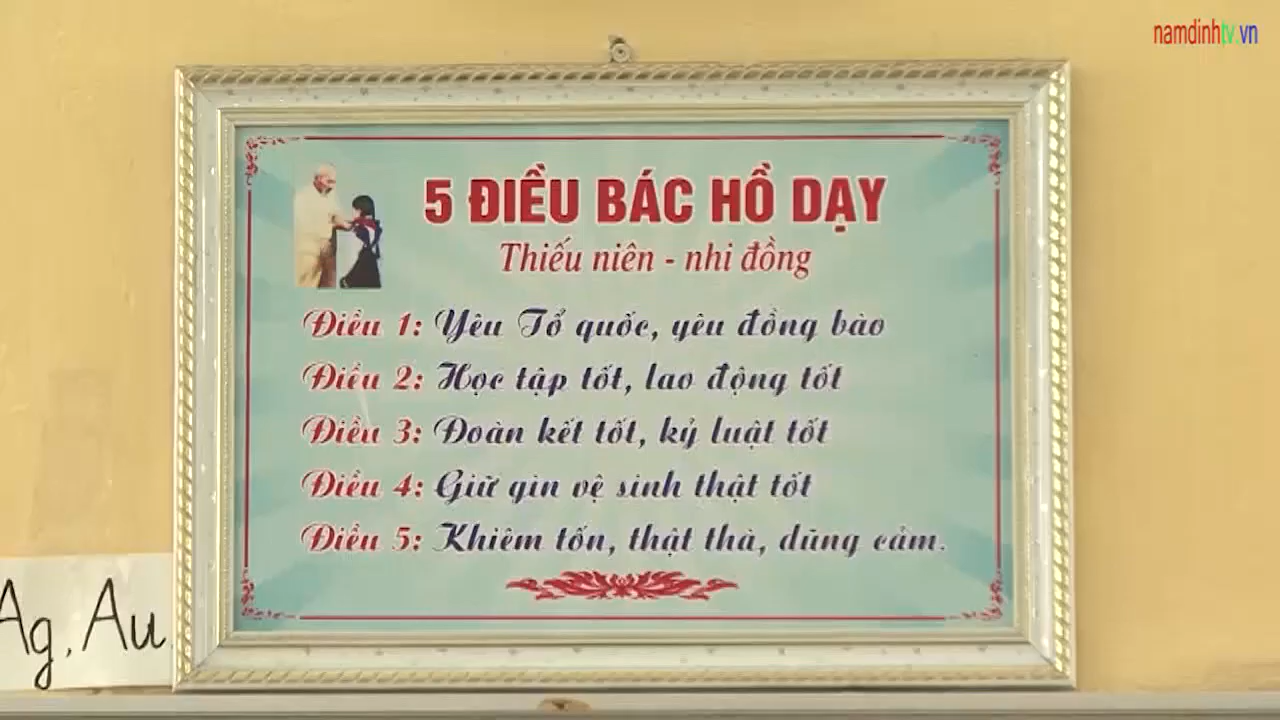 namdinhtv.vn
5 ĐIỀU BÁC HỒ DẠY
Thiếu niên - nhi đồng
Điều 1: Yêu Tổ quốc, yêu đồng bào
Điều 2: Học tập tốt, lao động tốt
Điều 3: Đoàn kết tốt, kỷ luật tốt
Điều 4: Giữ gìn vệ sinh thật tốt
Điều 5: Khiêm tốn, thật thà, dũng cảm.
Ag, Au